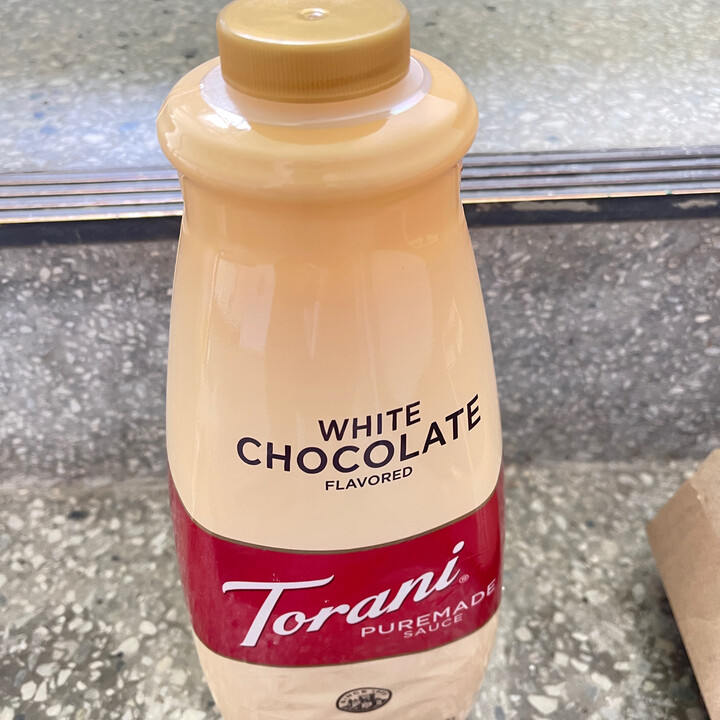 WHITE
CHOCOLATE
FLAVORED
Torani®
PUREMADE
SAUCE